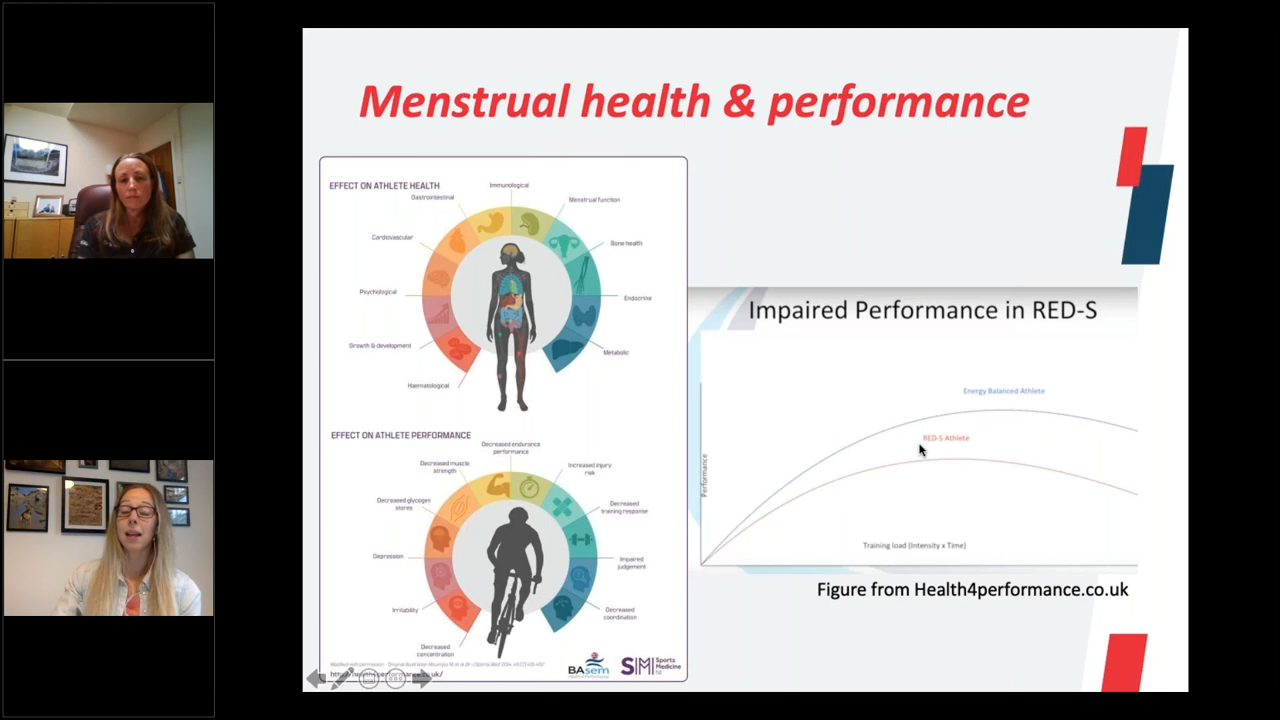 Menstrual health & performance
EFFECT ON ATHLETE HEALTH
Immunological
Gastrointestinal
Menstrual function
Cardiovascular
Bone health
Psychological
Endocrine
Growth & development
Metabolic
Haematological
EFFECT ON ATHLETE PERFORMANCE
Decreased endurance
performance
Decreased muscle
strength
Increased injury
risk
Decreased glycogen
stores
Decreased
training response
Depression
Impaired
judgement
Irritability
Decreased
coordination
Decreased
concentration
BAsem
SIMI Sports
Medicine
Impaired Performance in RED-S
Energy Balanced Athlete
RED-S Athlete
Performance
Training load (Intensity x Time)
Figure from Health4performance.co.uk